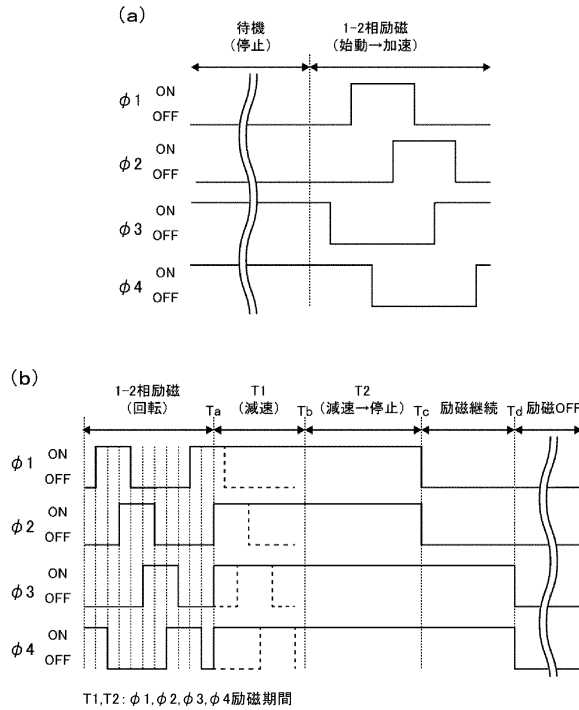 (a)
待機
(停止)
1-2相励磁
(始動→加速)
φ1 ON
OFF
φ2 ON
OFF
φ3 ON
OFF
φ4 ON
OFF
(b)
1-2相励磁
(回転)
Ta
T1
(減速)
Tb
T2
(減速→停止)
Tc
励磁継続
Td
励磁OFF
φ1 ON
OFF
φ2 ON
OFF
φ3 ON
OFF
φ4 ON
OFF
T1,T2:φ1,φ2,φ3,φ4励磁期間